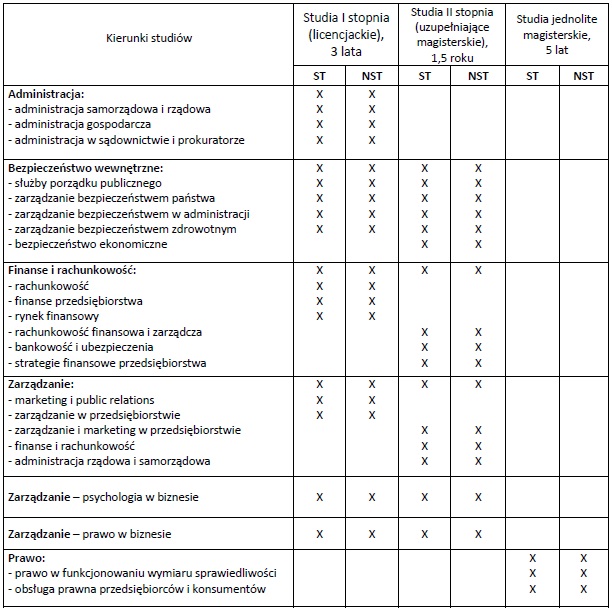 Kierunki studiów
Studia I stopnia
(licencjackie),
3 lata
Studia II stopnia
(uzupełniające
magisterskie),
1,5 roku
Studia jednolite
magisterskie,
5 lat
ST NST ST NST ST NST
Administracja: X X
- administracja samorządowa i rządowa X X
- administracja gospodarcza X X
- administracja w sądownictwie i prokuratorze X X
Bezpieczeństwo wewnętrzne: X X X X
- służby porządku publicznego X X X X
- zarządzanie bezpieczeństwem państwa X X X X
- zarządzanie bezpieczeństwem w administracji X X X X
- zarządzanie bezpieczeństwem zdrowotnym X X X X
- bezpieczeństwo ekonomiczne X X
Finanse i rachunkowość: X X X X
- rachunkowość X X
- finanse przedsiębiorstwa X X
- rynek finansowy X X
- rachunkowość finansowa i zarządcza X X
- bankowość i ubezpieczenia X X
- strategie finansowe przedsiębiorstwa X X
Zarządzanie: X X X X
- marketing i public relations X X
- zarządzanie w przedsiębiorstwie X X
- zarządzanie i marketing w przedsiębiorstwie X X
- finanse i rachunkowość X X
- administracja rządowa i samorządowa X X
Zarządzanie – psychologia w biznesie X X X X
Zarządzanie – prawo w biznesie X X X X
Prawo: X X
- prawo w funkcjonowaniu wymiaru sprawiedliwości X X
- obsługa prawna przedsiębiorców i konsumentów X X